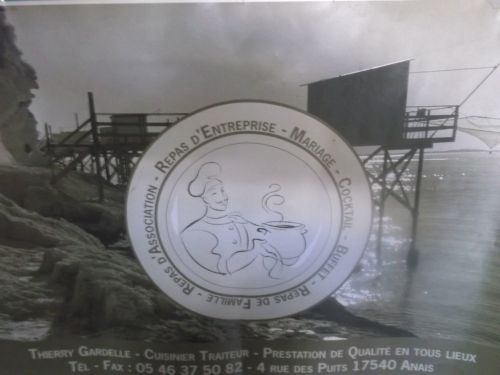 Repas d'Association - Repas d'Entreprise - Mariage - Cocktail - Buffet - Repas de Famille -
Thierry Gardelle - Cuisinier Traiteur - Prestation de Qualité en tous lieux
Tél - Fax : 05 46 37 50 82 - 4 rue des Puits 17540 Anais